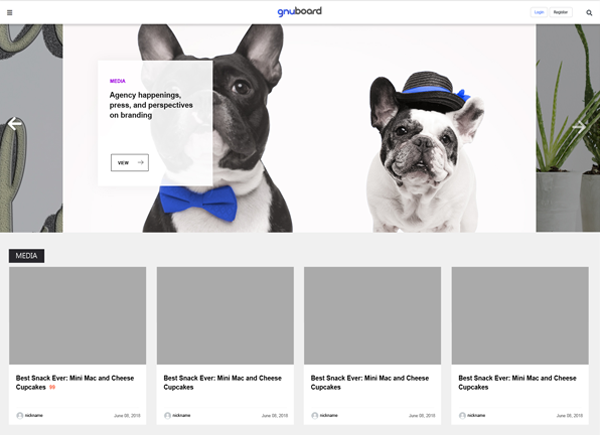 gnuboard
Login
Register
MEDIA
Agency happenings,
press, and perspectives
on branding
VIEW
MEDIA
Best Snack Ever: Mini Mac and Cheese
Cupcakes
nickname
June 08, 2018
Best Snack Ever: Mini Mac and Cheese
Cupcakes
nickname
June 08, 2018
Best Snack Ever: Mini Mac and Cheese
Cupcakes
nickname
June 08, 2018
Best Snack Ever: Mini Mac and Cheese
Cupcakes
nickname
June 08, 2018